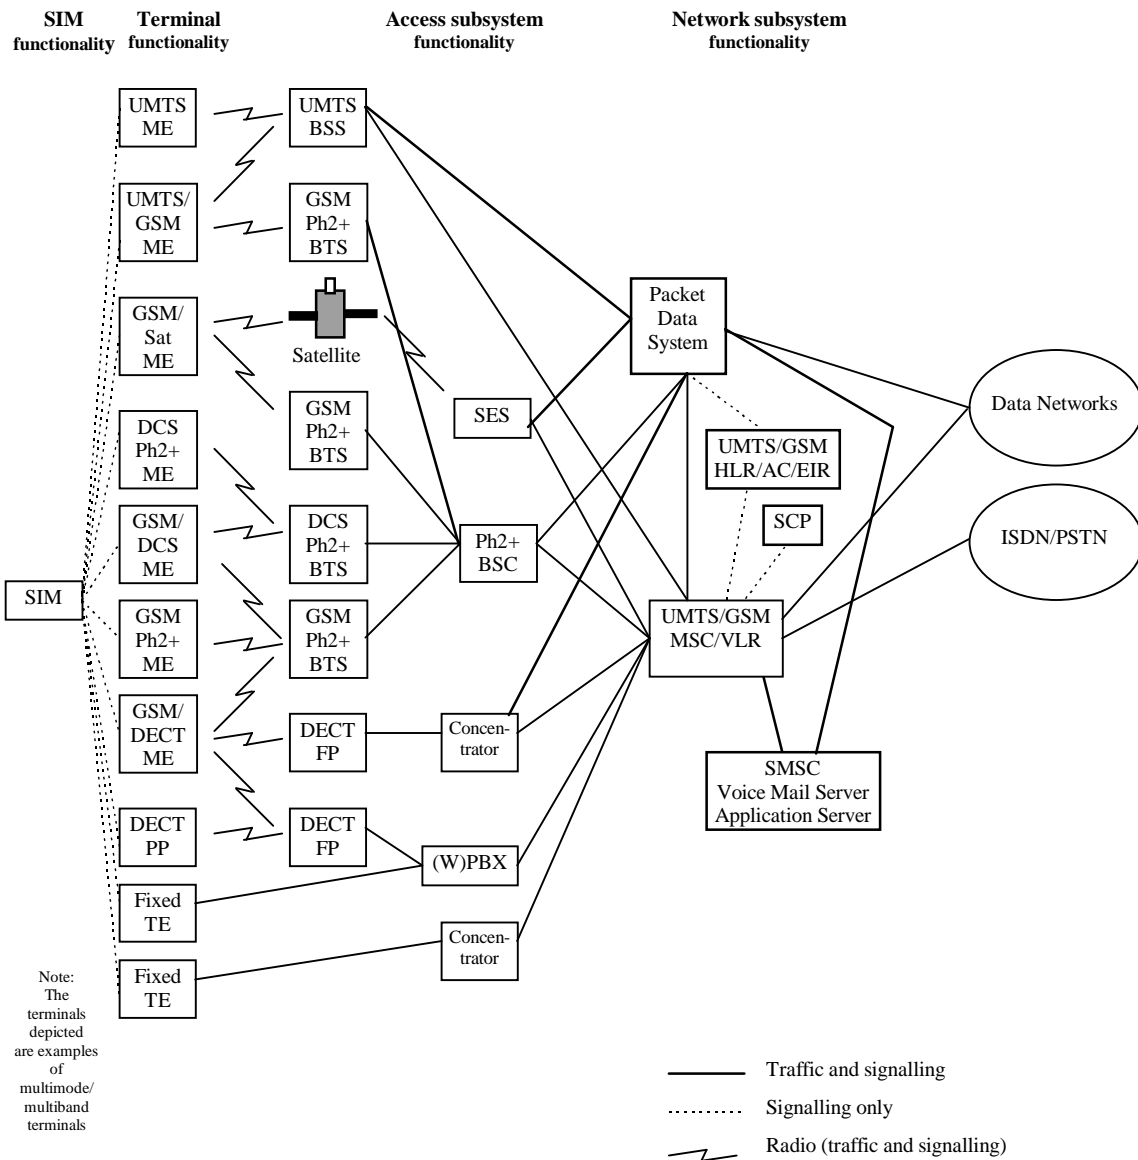 SIM
functionality
Terminal
functionality
Access subsystem
functionality
Network subsystem
functionality
UMTS
ME
UMTS
BSS
UMTS/
GSM
ME
GSM
Ph2+
BTS
GSM/
Sat
ME
Satellite
Packet
Data
System
DCS
Ph2+
ME
GSM
Ph2+
BTS
SES
Data Networks
UMTS/GSM
HLR/AC/EIR
SCP
GSM/
DCS
ME
DCS
Ph2+
BTS
Ph2+
BSC
ISDN/PSTN
SIM
GSM
Ph2+
ME
GSM
Ph2+
BTS
UMTS/GSM
MSC/VLR
GSM/
DECT
ME
DECT
FP
Concen-
trator
SMSC
Voice Mail Server
Application Server
DECT
PP
DECT
FP
(W)PBX
Fixed
TE
Concen-
trator
Fixed
TE
Note:
The
terminals
depicted
are examples
of
multimode/
multiband
terminals
Traffic and signalling
Signalling only
Radio (traffic and signalling)